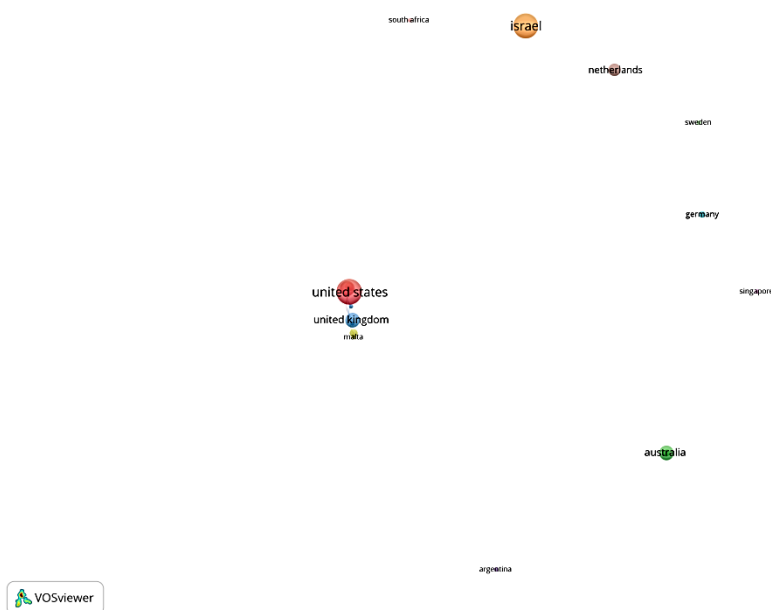 south africa
israel
netherlands
sweden
germany
united states
singapore
united kingdom
malta
australia
argentina
VOSviewer